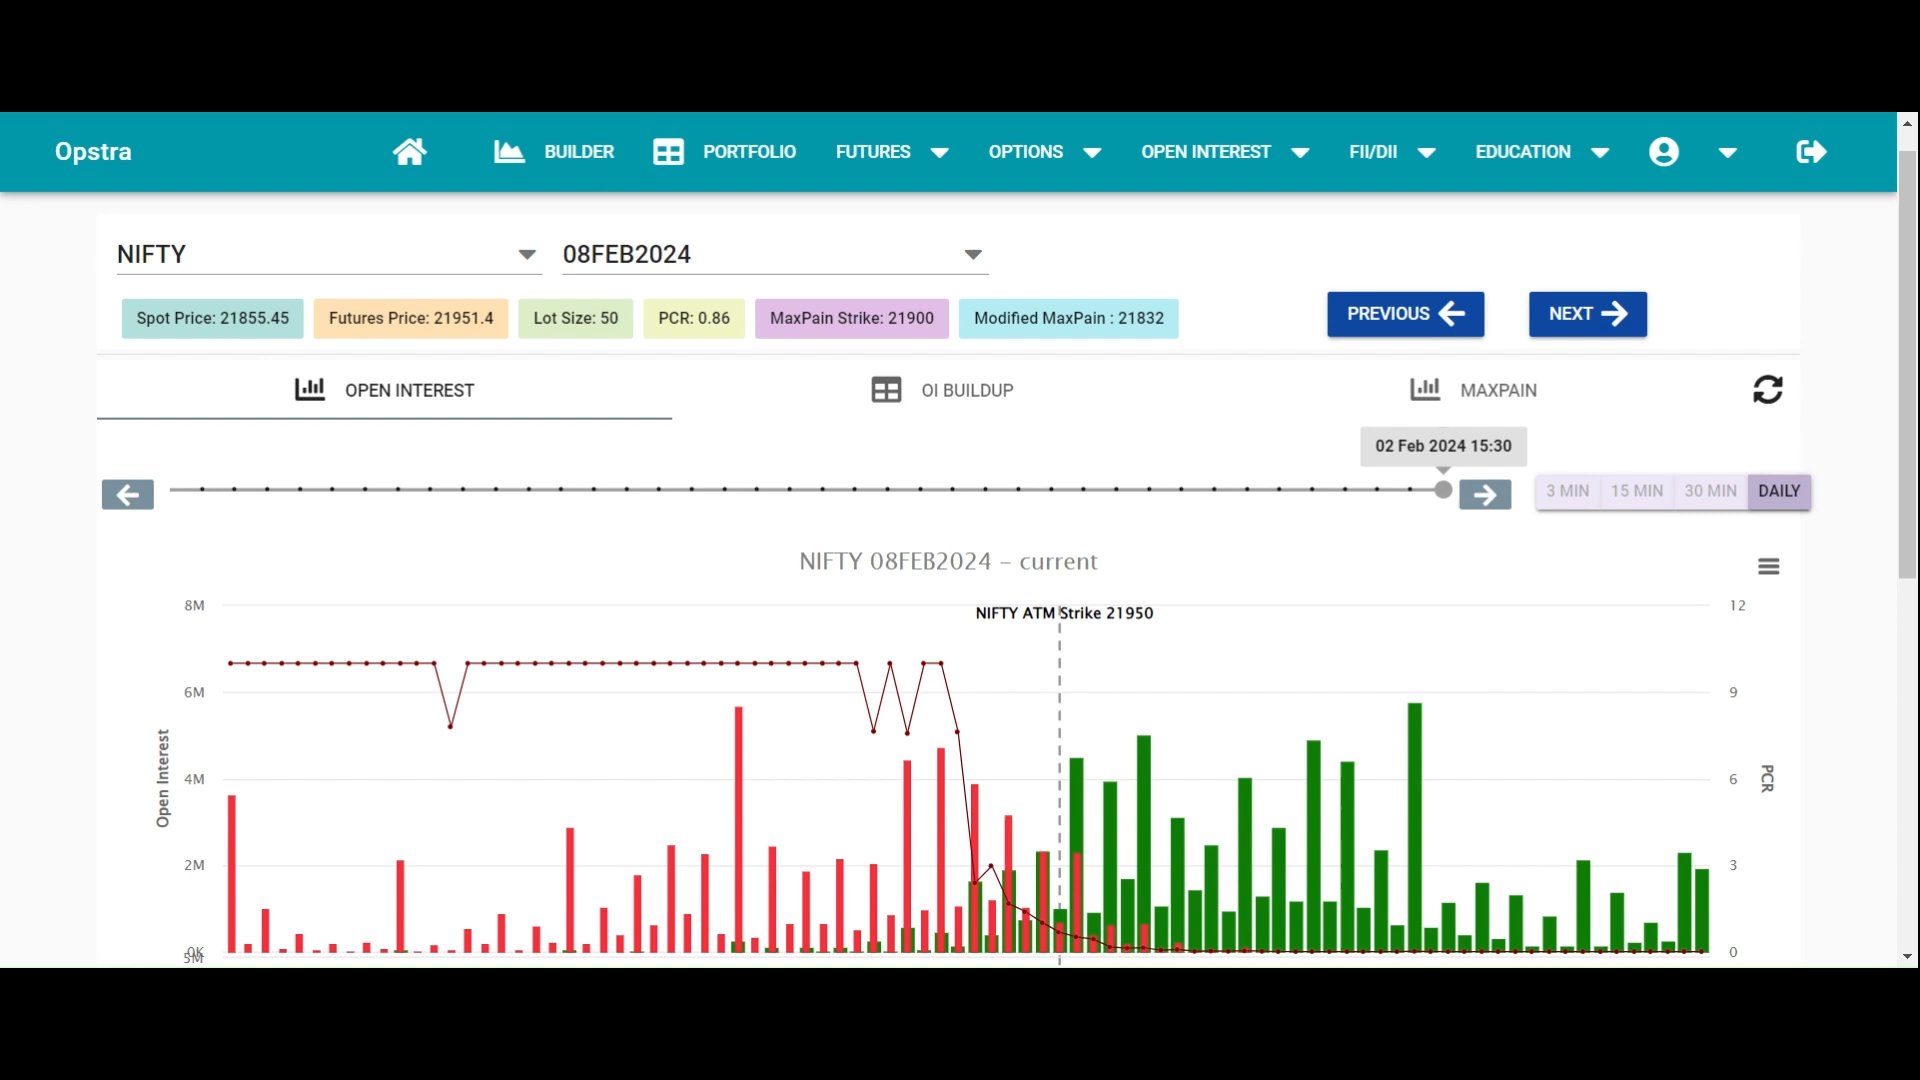 Opstra
BUILDER
PORTFOLIO
FUTURES
OPTIONS
OPEN INTEREST
FII/DII
EDUCATION
NIFTY
08FEB2024
Spot Price: 21855.45
Futures Price: 21951.4
Lot Size: 50
PCR: 0.86
MaxPain Strike: 21900
Modified MaxPain : 21832
PREVIOUS
NEXT
OPEN INTEREST
OI BUILDUP
MAXPAIN
02 Feb 2024 15:30
3 MIN
15 MIN
30 MIN
DAILY
NIFTY 08FEB2024 – current
8M
12
NIFTY ATM Strike 21950
6M
9
Open Interest
4M
6
PCR
2M
3
0K
0
5M